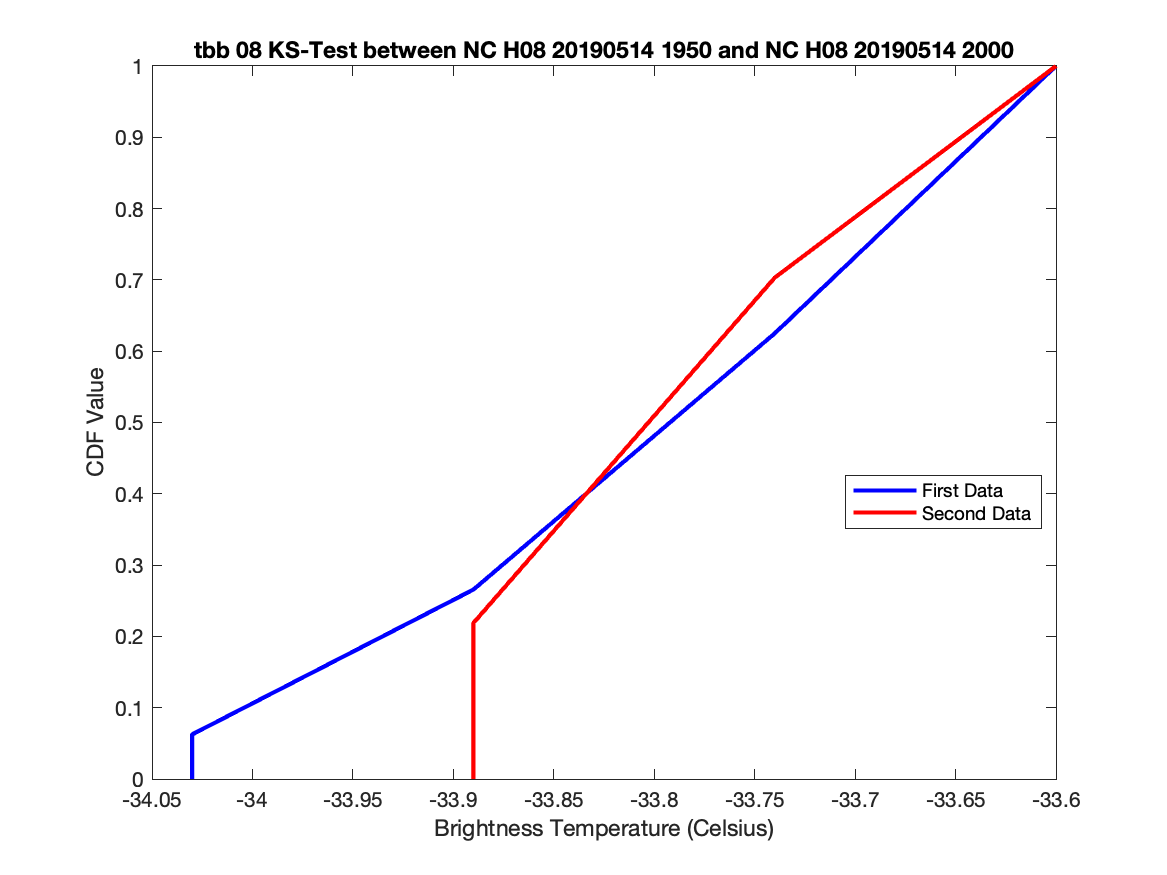 tbb 08 KS-Test between NC H08 20190514 1950 and NC H08 20190514 2000
1
0.9
0.8
0.7
0.6
0.5
0.4
0.3
0.2
0.1
0
CDF Value
First Data
Second Data
-34.05 -34 -33.95 -33.9 -33.85 -33.8 -33.75 -33.7 -33.65 -33.6
Brightness Temperature (Celsius)